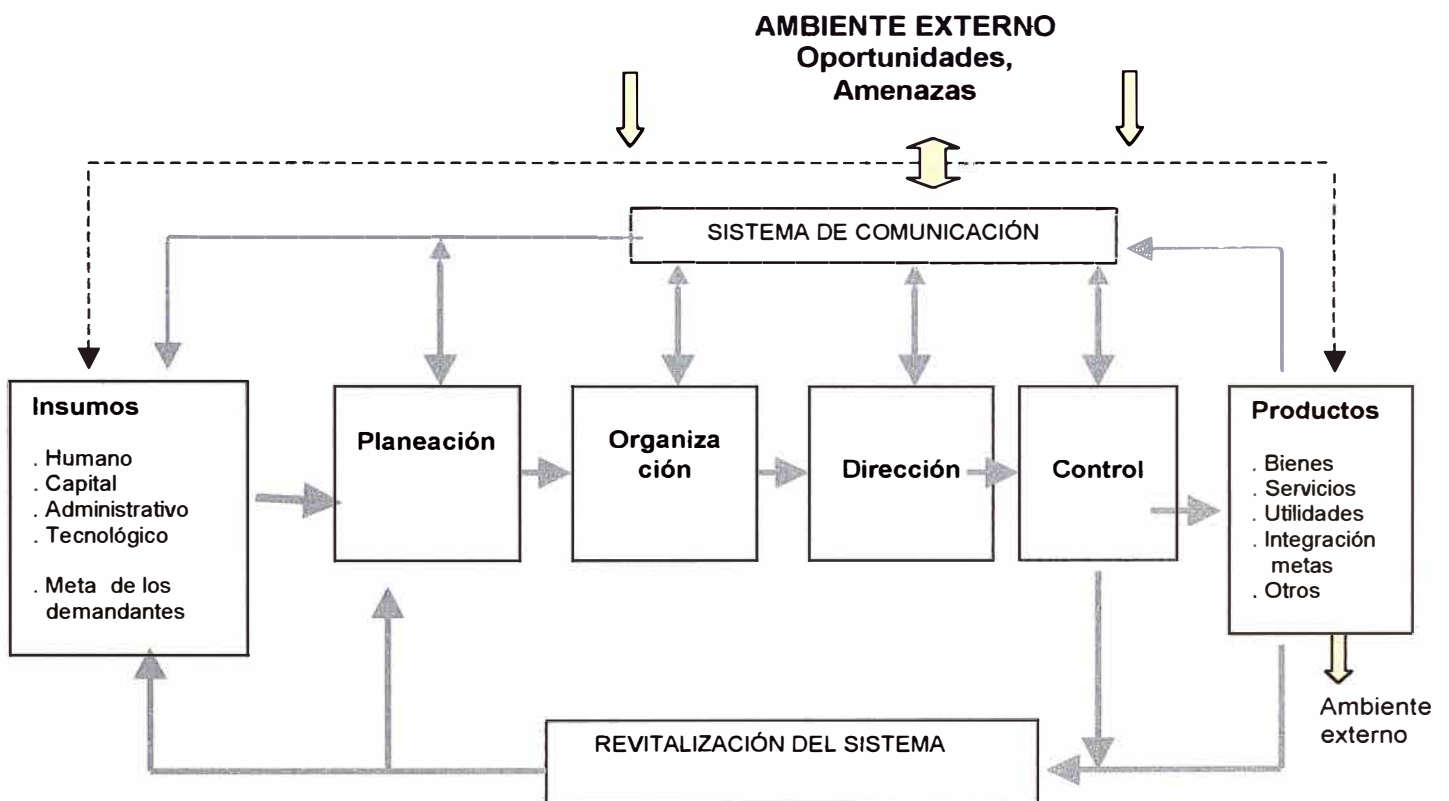 AMBIENTE EXTERNO
Oportunidades,
Amenazas
SISTEMA DE COMUNICACIÓN
Insumos
. Humano
. Capital
. Administrativo
. Tecnológico
. Meta de los
demandantes
Planeación
Organiza
ción
Dirección
Control
Productos
. Bienes
. Servicios
. Utilidades
. Integración
metas
. Otros
Ambiente
externo
REVITALIZACIÓN DEL SISTEMA